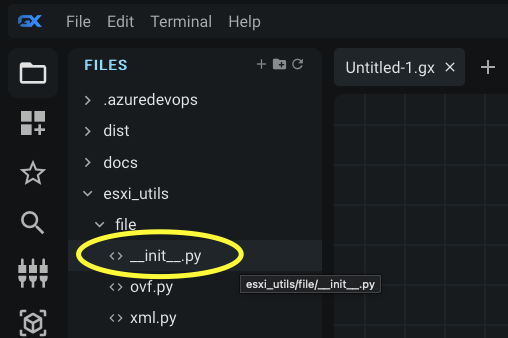 GX File Edit Terminal Help
FILES
Untitled-1.gx
.azuredevops
dist
docs
esxi_utils
file
__init__.py
esxi_utils/file/__init__.py
ovf.py
xml.py